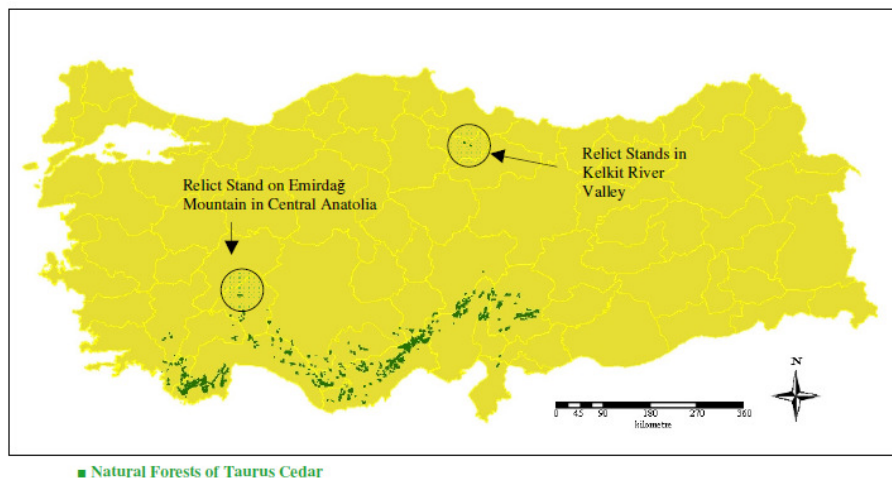 Relict Stand on Emirdağ
Mountain in Central Anatolia
Relict Stands in
Kelkit River
Valley
N
0 45 90 180 270 360
kilometre
Natural Forests of Taurus Cedar